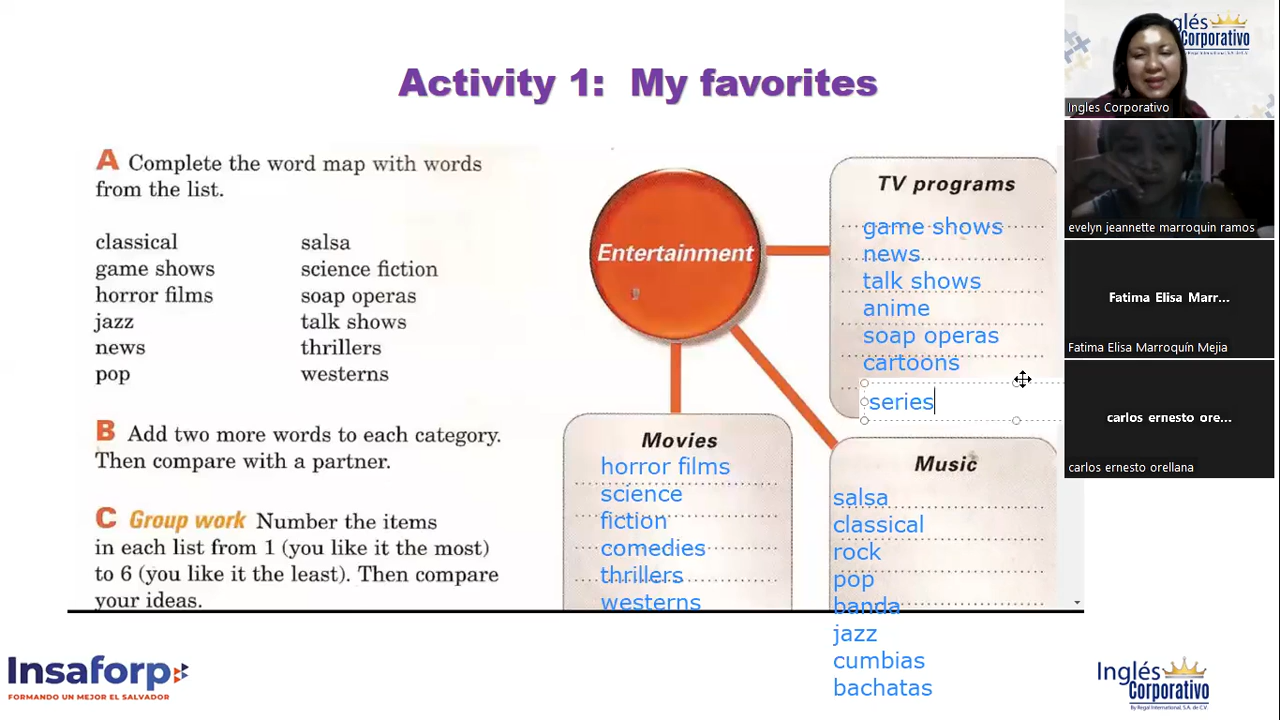 Activity 1: My favorites
A Complete the word map with words
from the list.
classical
game shows
horror films
jazz
news
pop
salsa
science fiction
soap operas
talk shows
thrillers
westerns
B Add two more words to each category.
Then compare with a partner.
C Group work Number the items
in each list from 1 (you like it the most)
to 6 (you like it the least). Then compare
your ideas.
Entertainment
TV programs
game shows
news
talk shows
anime
soap operas
cartoons
series
Movies
horror films
science
fiction
comedies
thrillers
westerns
Music
salsa
classical
rock
pop
banda
jazz
cumbias
bachatas
Inglés
Corporativo
Ingles Corporativo
evelyn jeannette marroquin ramos
Fatima Elisa Marr...
Fatima Elisa Marroquín Mejia
carlos ernesto ore...
carlos ernesto orellana
Insaforp
FORMANDO UN MEJOR EL SALVADOR
Inglés
Corporativo
By Regal International, S.A. de C.V.